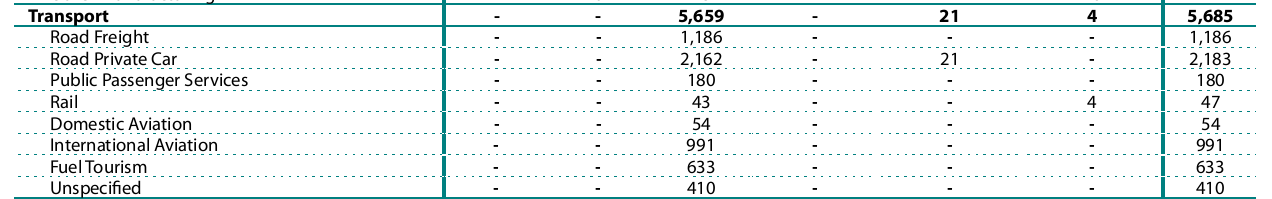 Transport - - 5,659 - 21 4 5,685
Road Freight - - 1,186 - - - 1,186
Road Private Car - - 2,162 - 21 - 2,183
Public Passenger Services - - 180 - - - 180
Rail - - 43 - - 4 47
Domestic Aviation - - 54 - - - 54
International Aviation - - 991 - - - 991
Fuel Tourism - - 633 - - - 633
Unspecified - - 410 - - - 410